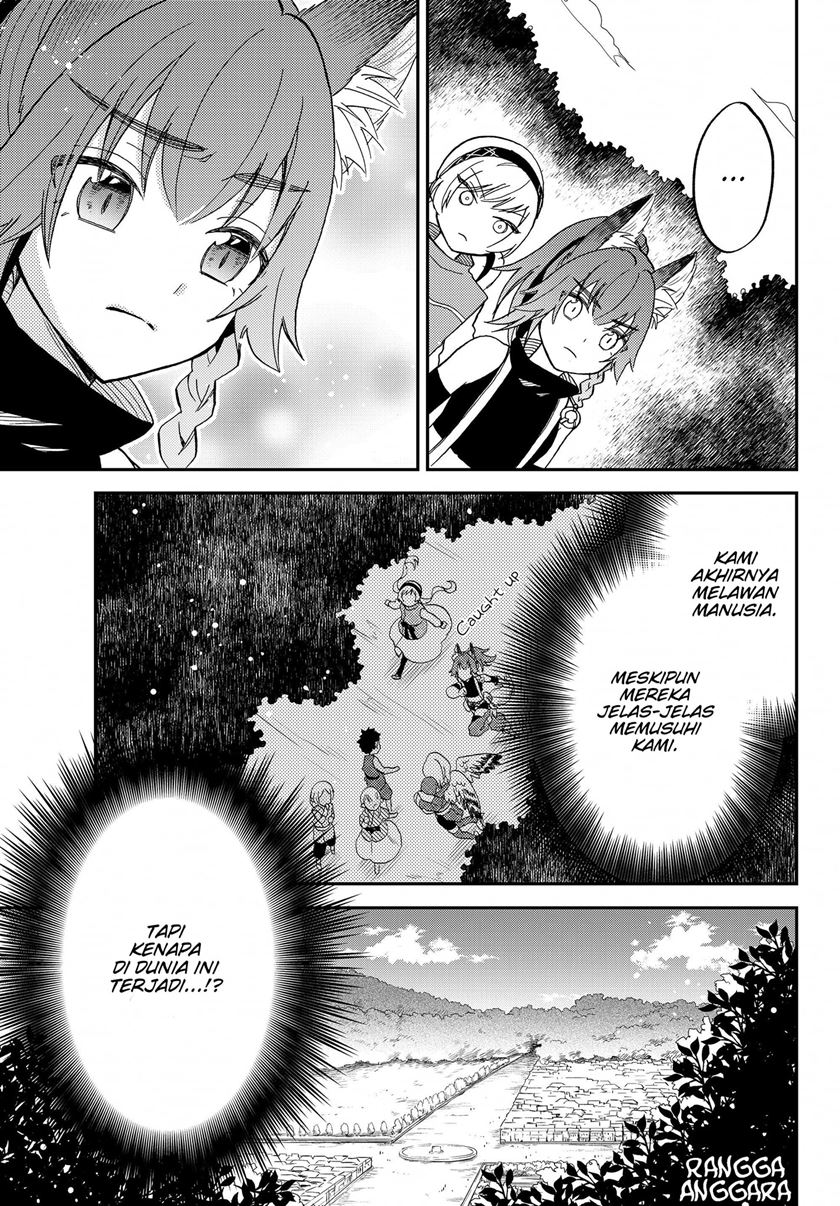 ...
KAMI
AKHIRNYA
MELAWAN
MANUSIA.
MESKIPUN
MEREKA
JELAS-JELAS
MEMUSUHI
KAMI.
Caught up
TAPI
KENAPA
DI DUNIA INI
TERJADI...!?
RANGGA
ANGGARA